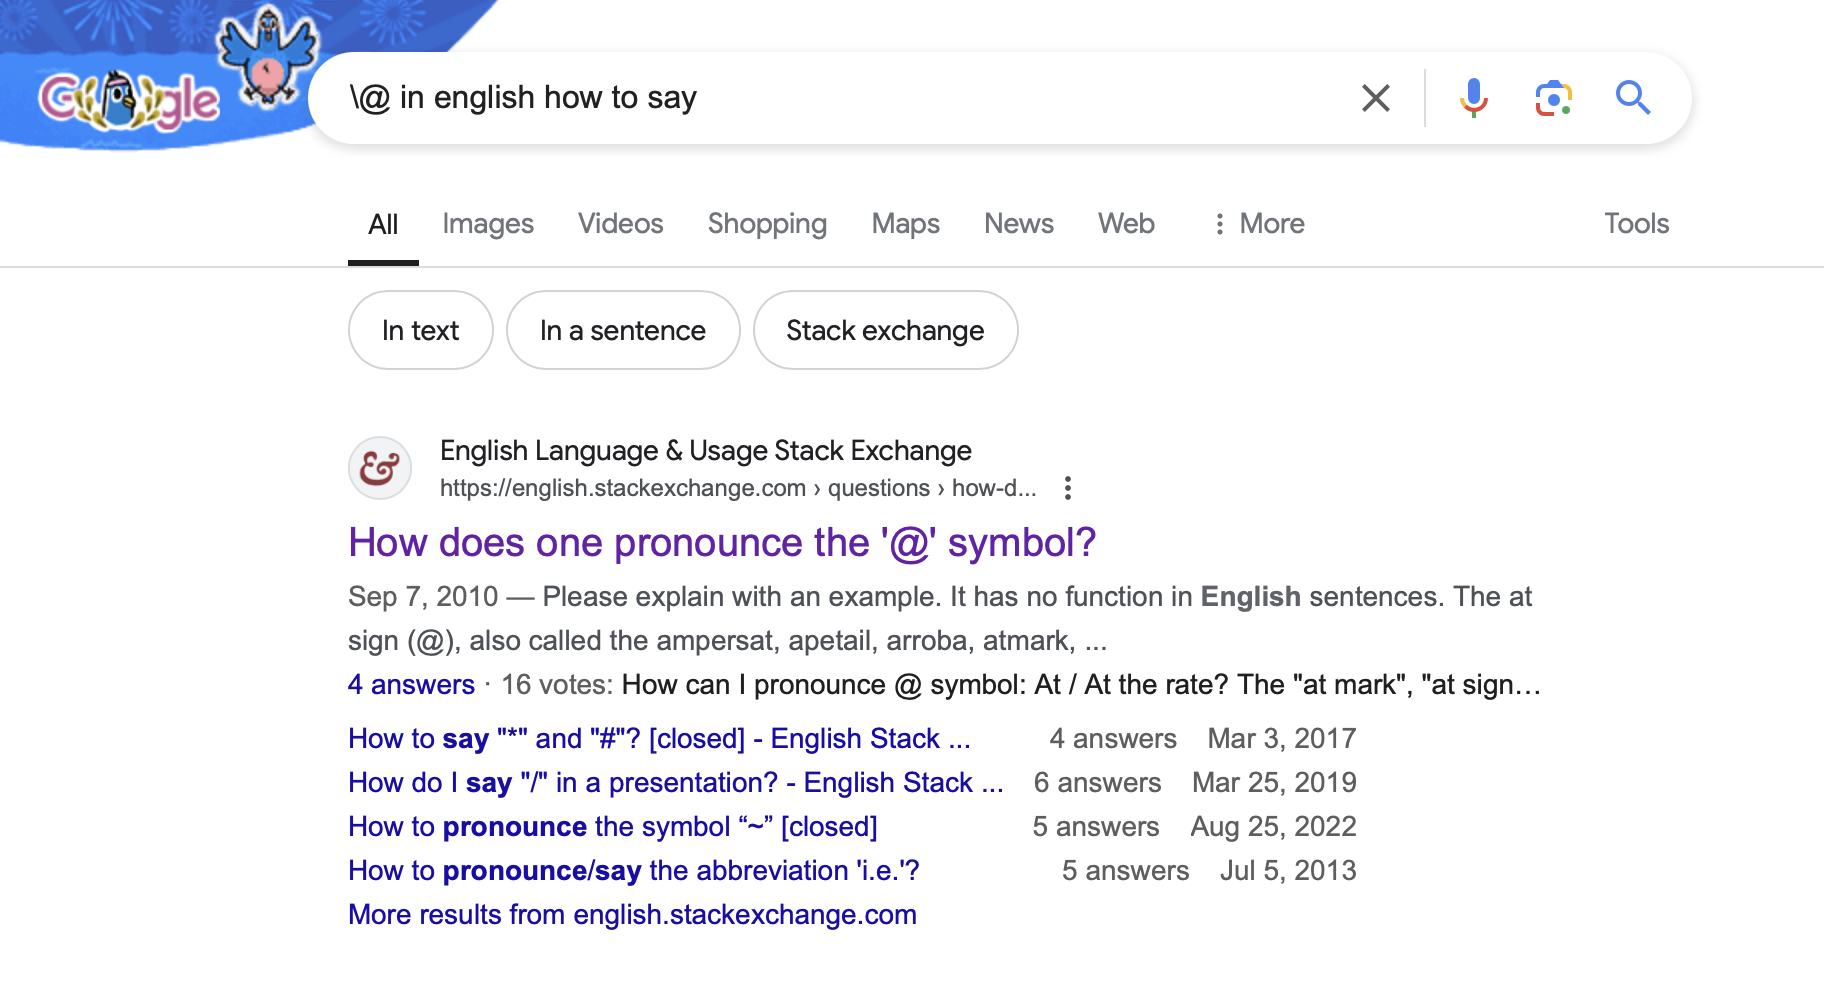 Google
\@ in english how to say
All Images Videos Shopping Maps News Web More Tools
In text In a sentence Stack exchange
English Language & Usage Stack Exchange
https://english.stackexchange.com › questions › how-d...
How does one pronounce the '@' symbol?
Sep 7, 2010 — Please explain with an example. It has no function in English sentences. The at
sign (@), also called the ampersat, apetail, arroba, atmark, ...
4 answers · 16 votes: How can I pronounce @ symbol: At / At the rate? The "at mark", "at sign…
How to say "*" and "#"? [closed] - English Stack ... 4 answers Mar 3, 2017
How do I say "/" in a presentation? - English Stack ... 6 answers Mar 25, 2019
How to pronounce the symbol “~” [closed] 5 answers Aug 25, 2022
How to pronounce/say the abbreviation 'i.e.'? 5 answers Jul 5, 2013
More results from english.stackexchange.com